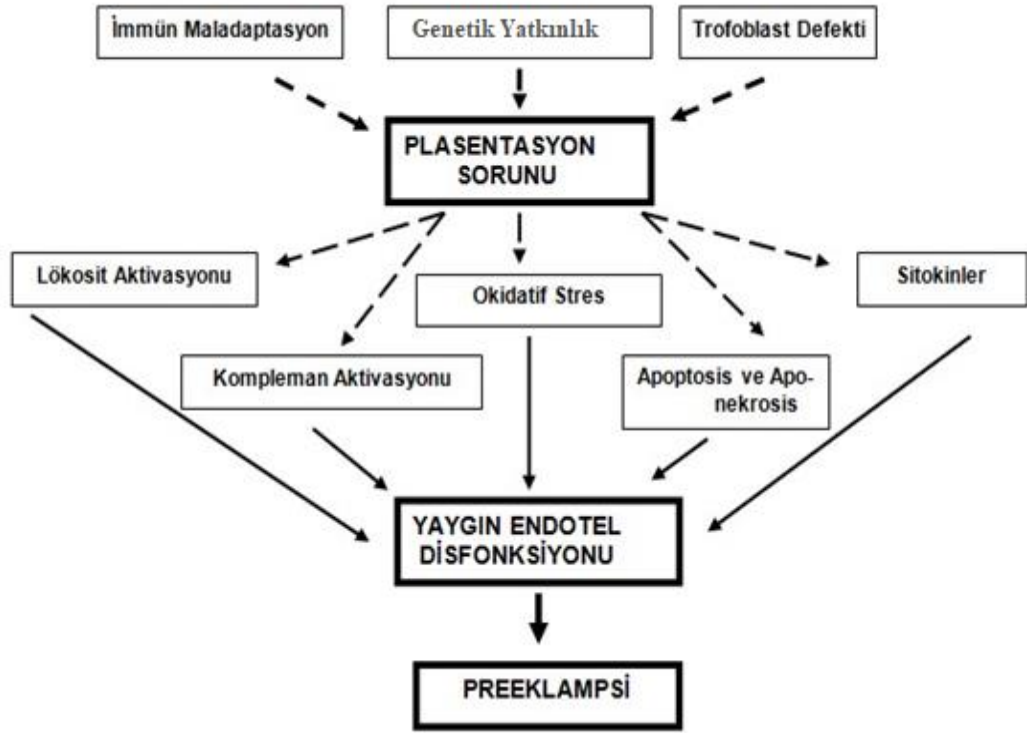 İmmün Maladaptasyon
Genetik Yatkınlık
Trofoblast Defekti
PLASENTASYON
SORUNU
Lökosit Aktivasyonu
Okidatif Stres
Sitokinler
Kompleman Aktivasyonu
Apoptosis ve Apo-
nekrosis
YAYGIN ENDOTEL
DİSFONKSİYONU
PREEKLAMPSİ